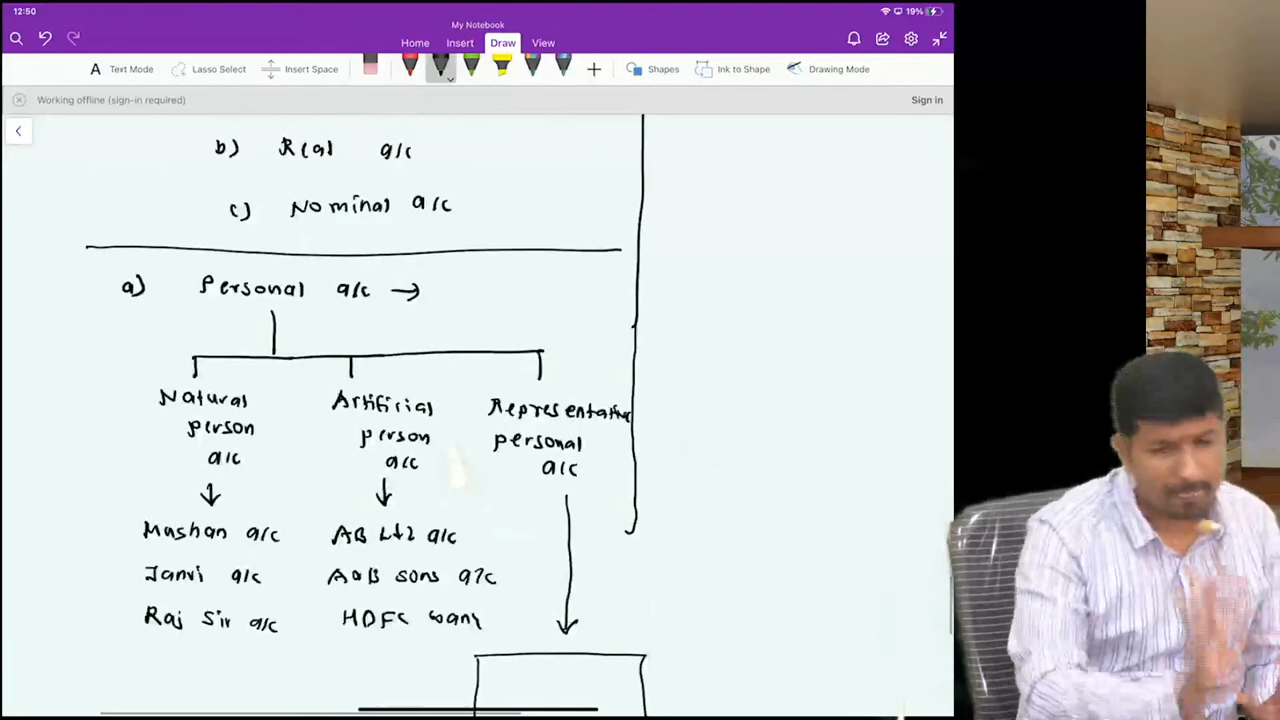 12:50
19%
My Notebook
Home Insert Draw View
Text Mode Lasso Select Insert Space Shapes Ink to Shape Drawing Mode
Working offline (sign-in required) Sign in
b) Real a/c
c) Nominal a/c
a) Personal a/c →
Natural person a/c
Artificial person a/c
Representative personal a/c
Mashan a/c
Janvi a/c
Raj Sir a/c
AB Ltd a/c
A&B sons a/c
HDFC bank